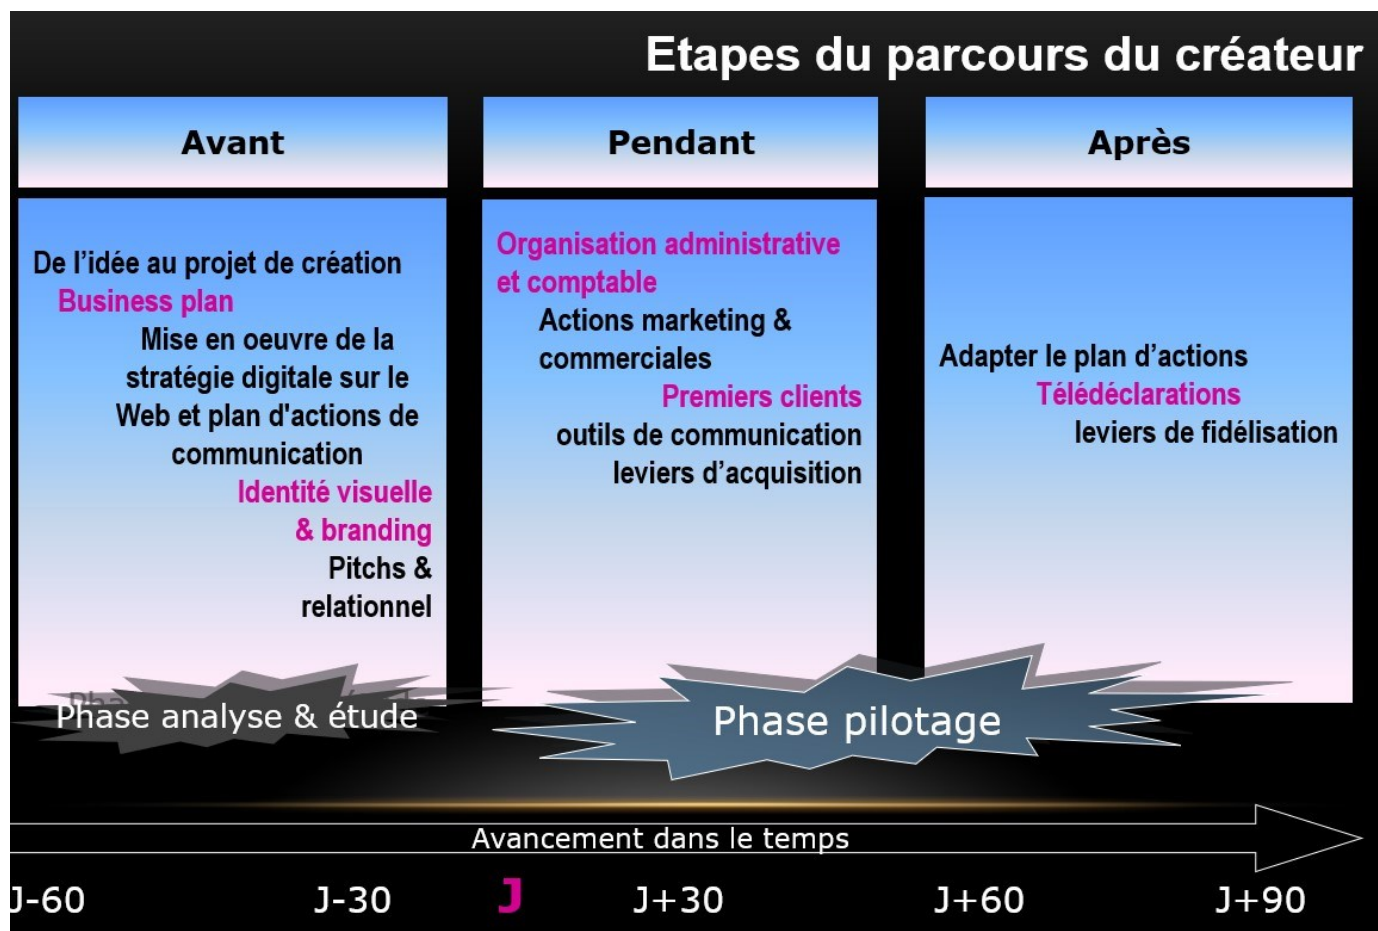 Etapes du parcours du créateur
Avant
Pendant
Après
De l’idée au projet de création
Business plan
Mise en oeuvre de la
stratégie digitale sur le
Web et plan d'actions de
communication
Identité visuelle
& branding
Pitchs &
relationnel
Organisation administrative
et comptable
Actions marketing &
commerciales
Premiers clients
outils de communication
leviers d’acquisition
Adapter le plan d’actions
Télédéclarations
leviers de fidélisation
Phase analyse & étude
Phase pilotage
Avancement dans le temps
J-60
J-30
J
J+30
J+60
J+90